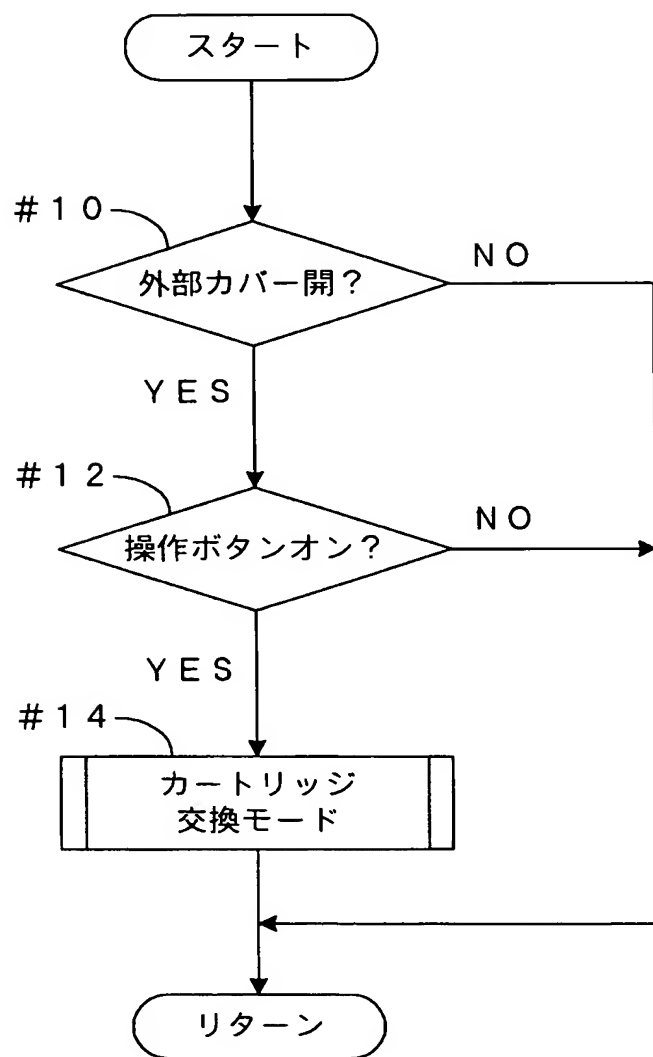 スタート
#10
外部カバー開?
NO
YES
#12
操作ボタンオン?
NO
YES
#14
カートリッジ
交換モード
リターン